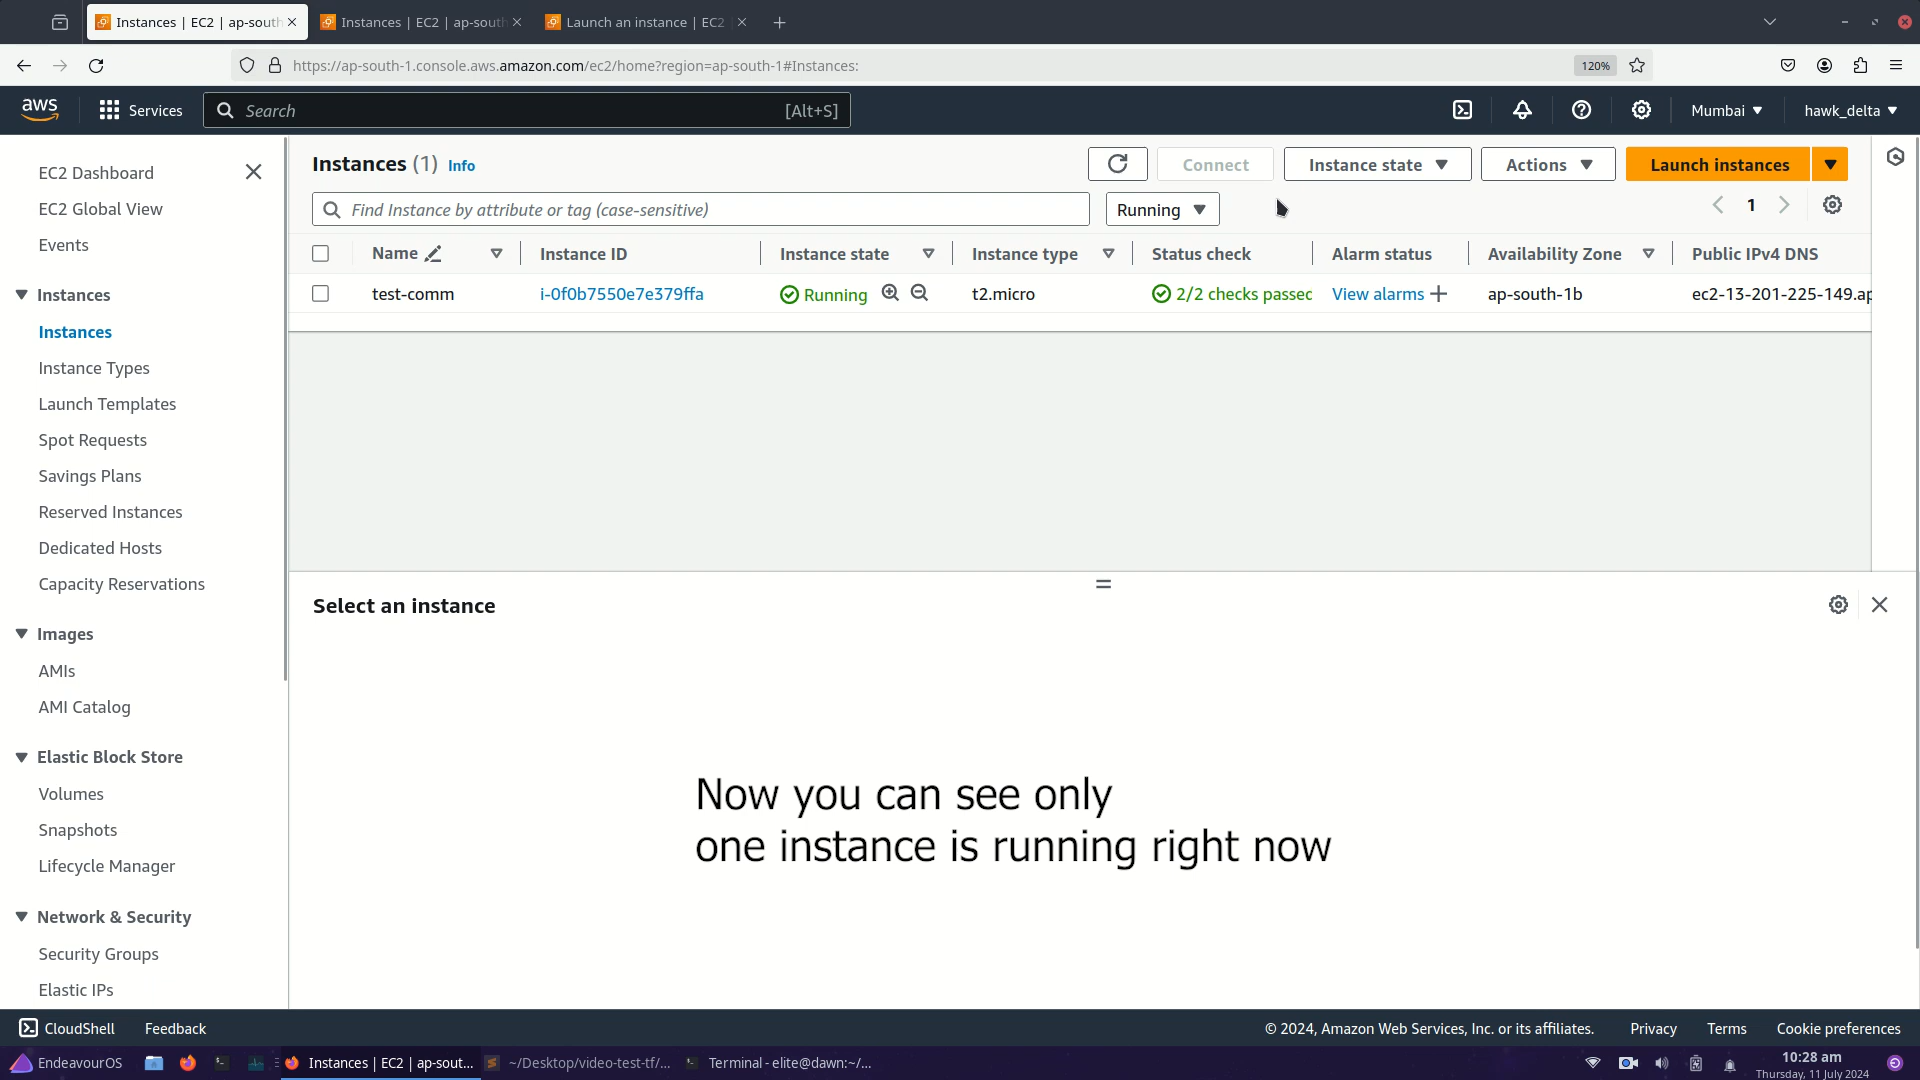 Instances | EC2 | ap-south
Instances | EC2 | ap-south
Launch an instance | EC2
https://ap-south-1.console.aws.amazon.com/ec2/home?region=ap-south-1#Instances:
120%
aws
Services
Search
[Alt+S]
Mumbai
hawk_delta
EC2 Dashboard
EC2 Global View
Events
Instances
Instances
Instance Types
Launch Templates
Spot Requests
Savings Plans
Reserved Instances
Dedicated Hosts
Capacity Reservations
Images
AMIs
AMI Catalog
Elastic Block Store
Volumes
Snapshots
Lifecycle Manager
Network & Security
Security Groups
Elastic IPs
Instances (1) Info
Connect
Instance state
Actions
Launch instances
Find Instance by attribute or tag (case-sensitive)
Running
1
Name
Instance ID
Instance state
Instance type
Status check
Alarm status
Availability Zone
Public IPv4 DNS
test-comm
i-0f0b7550e7e379ffa
Running
t2.micro
2/2 checks passec
View alarms
ap-south-1b
ec2-13-201-225-149.ap
Select an instance
Now you can see only
one instance is running right now
CloudShell
Feedback
© 2024, Amazon Web Services, Inc. or its affiliates.
Privacy
Terms
Cookie preferences
EndeavourOS
Instances | EC2 | ap-sout...
~/Desktop/video-test-tf/...
Terminal - elite@dawn:~/...
10:28 am
Thursday, 11 July 2024